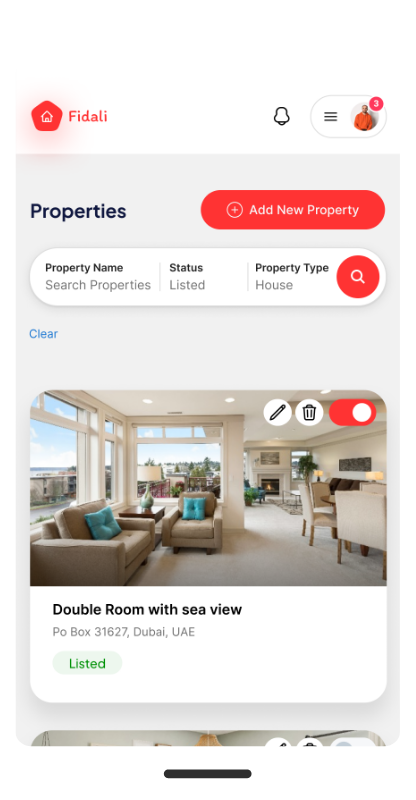 Fidali
3
Properties
Add New Property
Property Name
Search Properties
Status
Listed
Property Type
House
Clear
Double Room with sea view
Po Box 31627, Dubai, UAE
Listed